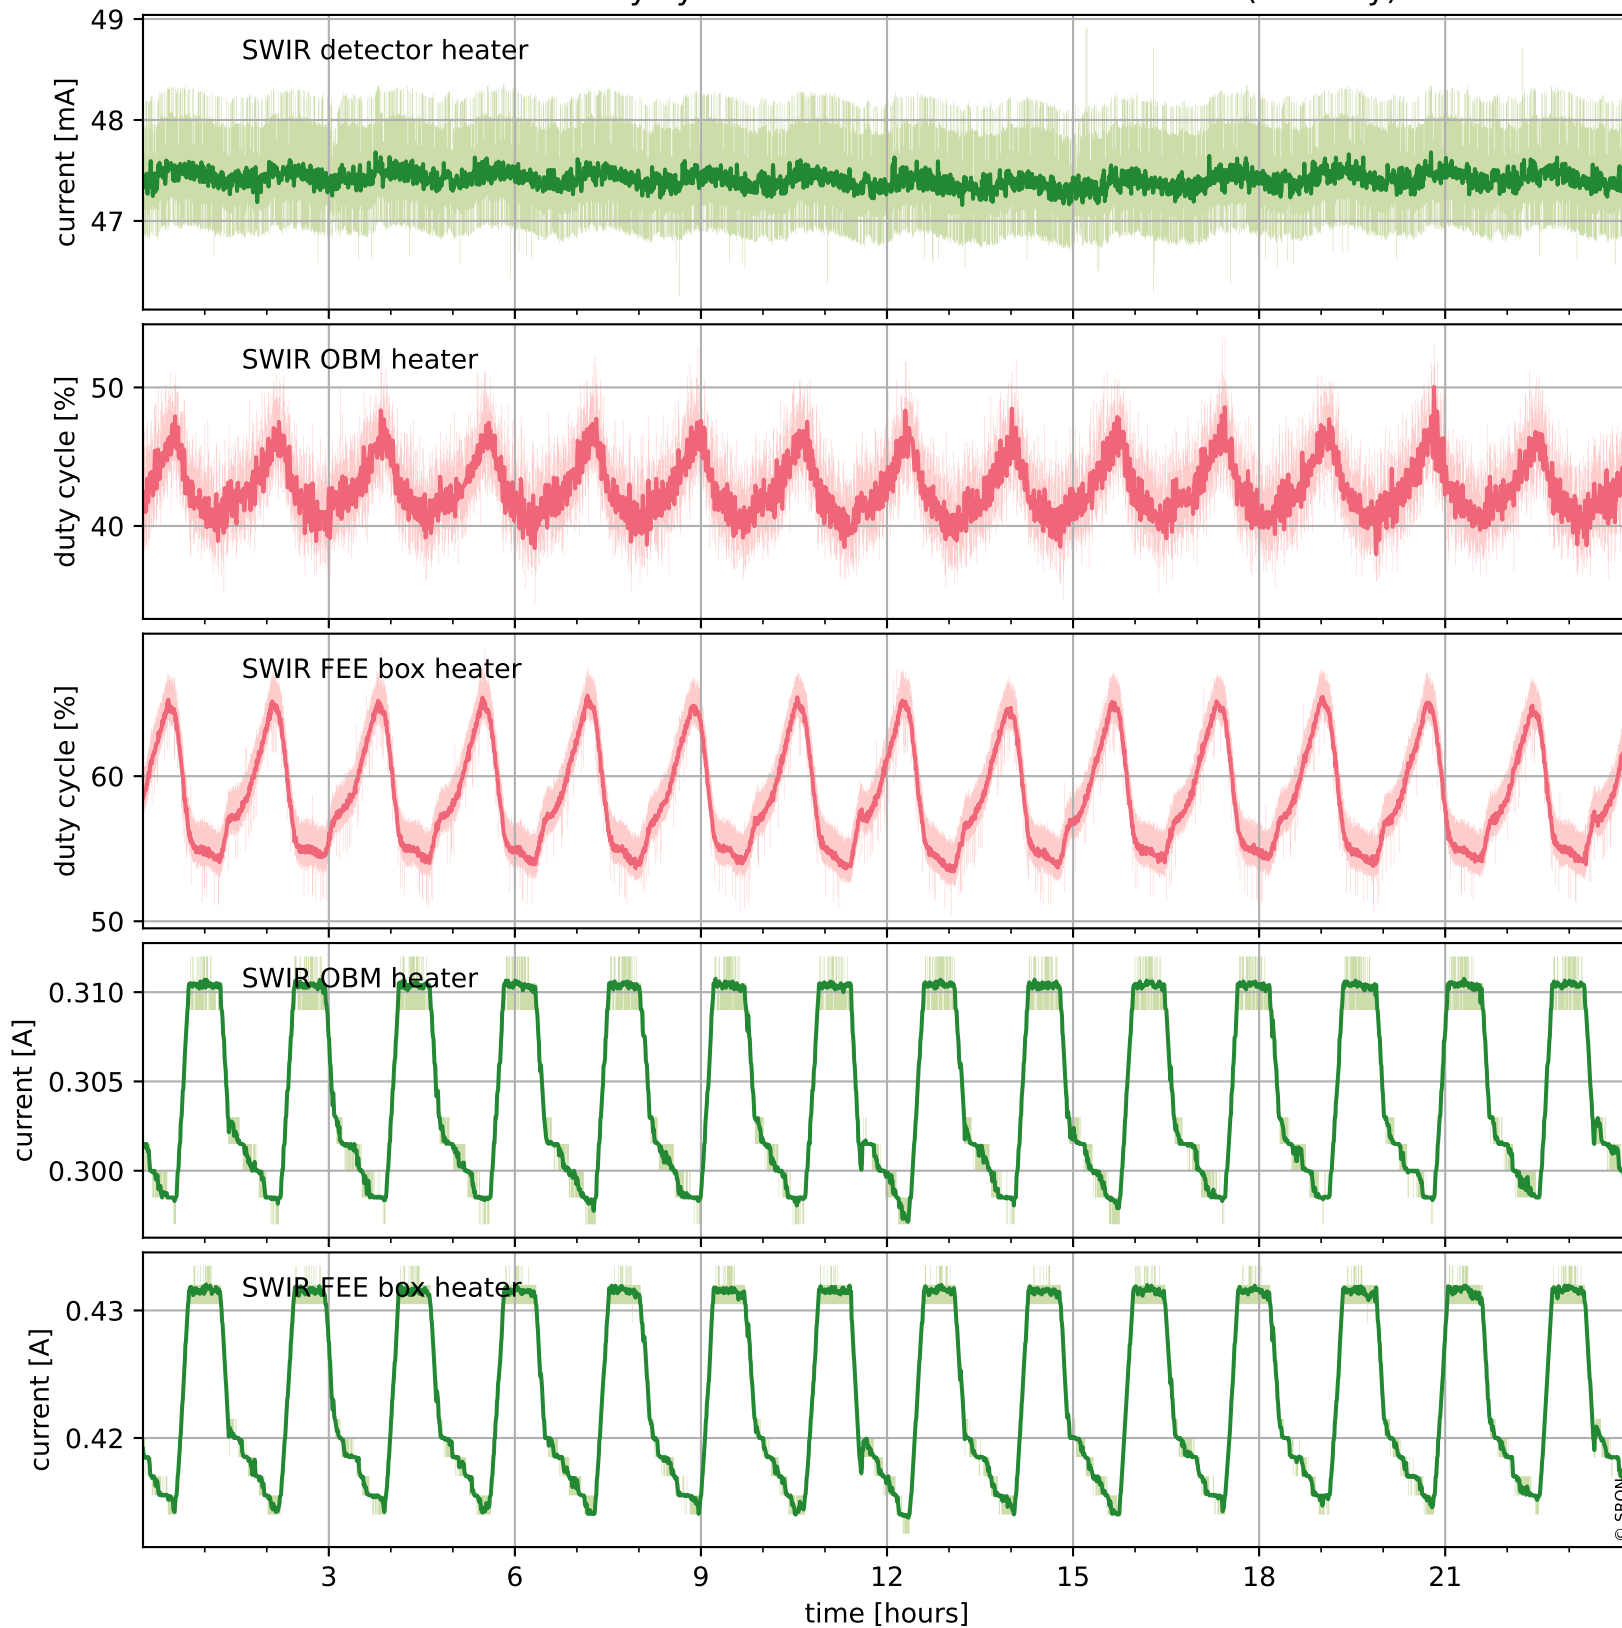 49
SWIR detector heater
48
47
current [mA]
SWIR OBM heater
50
40
duty cycle [%]
SWIR FEE box heater
60
50
duty cycle [%]
SWIR OBM heater
0.310
0.305
0.300
current [A]
SWIR FEE box heater
0.43
0.42
current [A]
3 6 9 12 15 18 21
time [hours]
© SRON